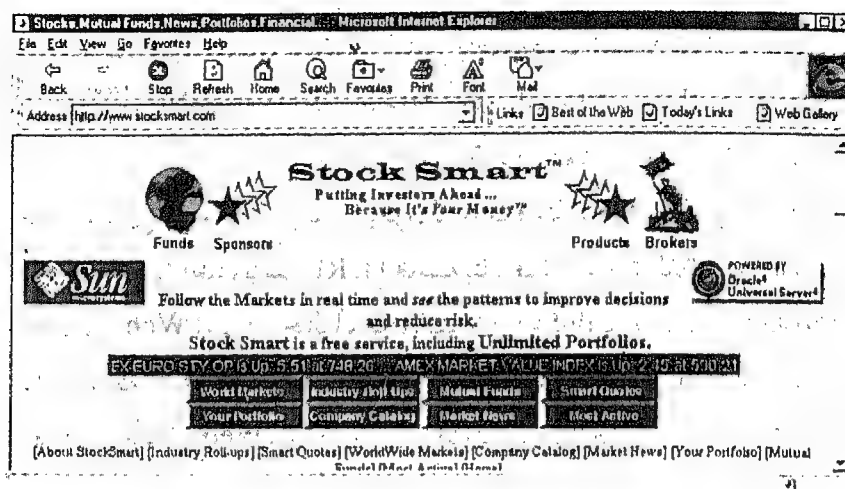 Stocks,Mutual Funds,News,Portfolios,Financial... Microsoft Internet Explorer
File Edit View Go Favorites Help
Back Stop Refresh Home Search Favorites Print Font Mail
Address http://www.stocksmart.com Links Best of the Web Today's Links Web Gallery
Stock Smart™
Putting Investors Ahead ...
Because It's Your Money™
Funds Sponsors Products Brokers
Sun
POWERED BY
Oracle
Universal Server
Follow the Markets in real time and see the patterns to improve decisions
and reduce risk.
Stock Smart is a free service, including Unlimited Portfolios.
AMEX MARKET VALUE INDEX is Up
World Markets Industry Roll Ups Mutual Funds Smart Quotes
Your Portfolio Company Catalog Market News Most Active
[About StockSmart] [Industry Roll-ups] [Smart Quotes] [WorldWide Markets] [Company Catalog] [Market News] [Your Portfolio] [Mutual
Funds] [Most Active] [Home]